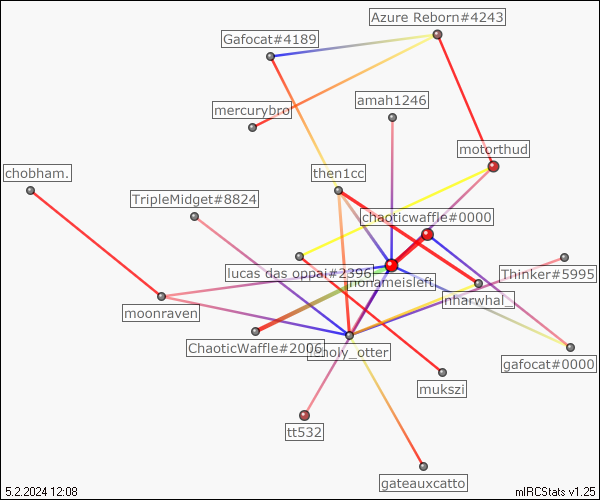 Azure Reborn#4243
Gafocat#4189
amah1246
mercurybro
motorthud
chobham.
then1cc
TripleMidget#8824
chaoticwaffle#0000
lucas das oppai#2396
Thinker#5995
nonameisleft
nharwhal_
moonraven
ChaoticWaffle#2006
holy_otter
gafocat#0000
mukszi
tt532
gateauxcatto
5.2.2024 12:08
mIRCStats v1.25